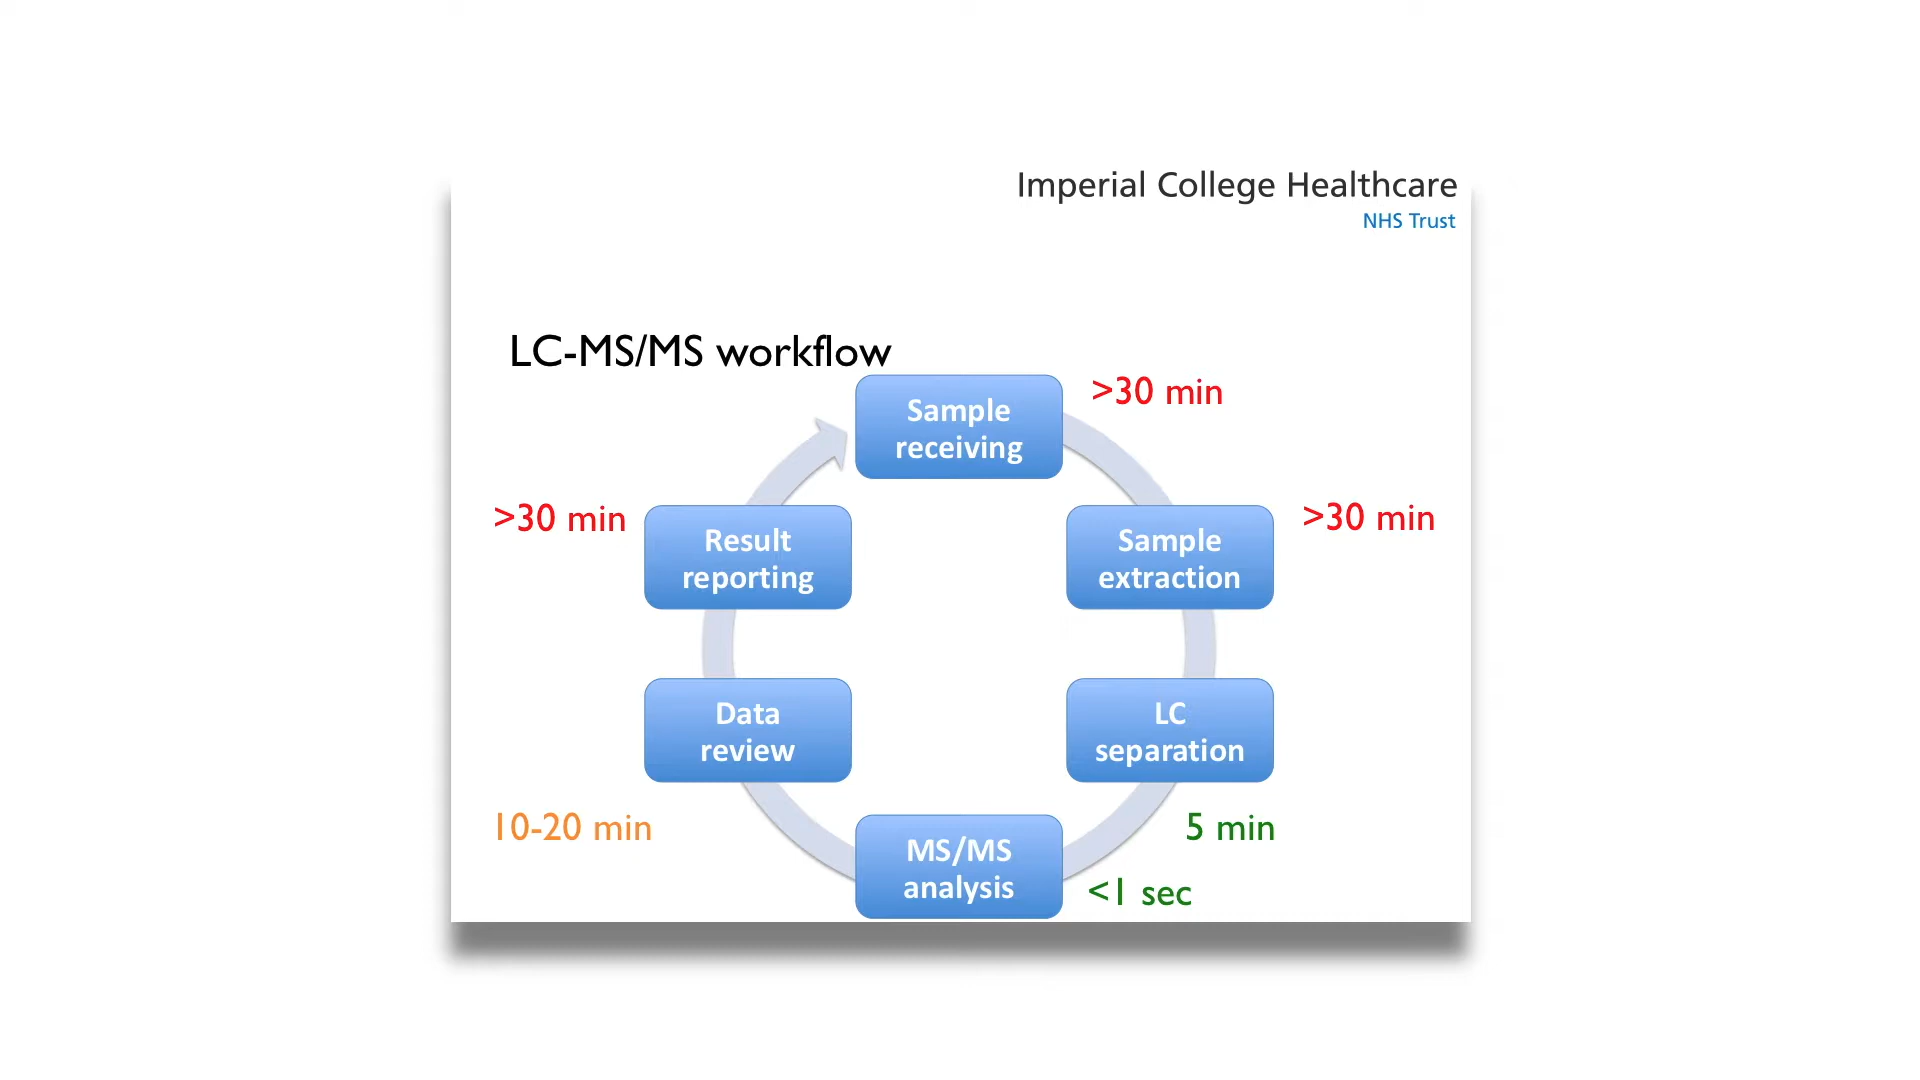 Imperial College Healthcare
NHS Trust
LC-MS/MS workflow
Sample
receiving
>30 min
Sample
extraction
>30 min
LC
separation
5 min
MS/MS
analysis
<1 sec
Data
review
10-20 min
Result
reporting
>30 min